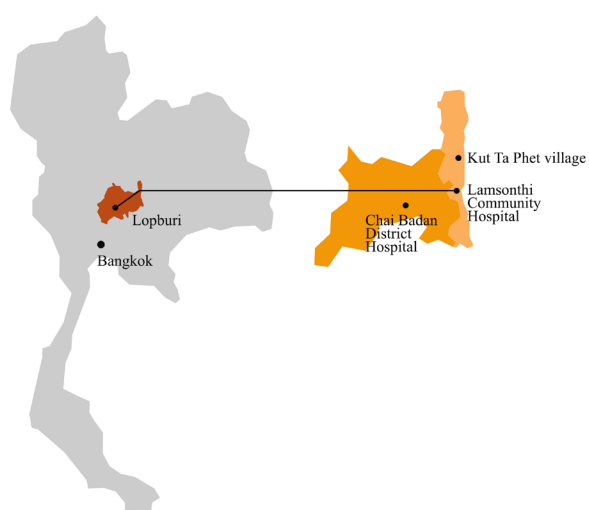 Kut Ta Phet village
Lamsonthi
Community
Hospital
Lopburi
Chai Badan
District
Hospital
Bangkok